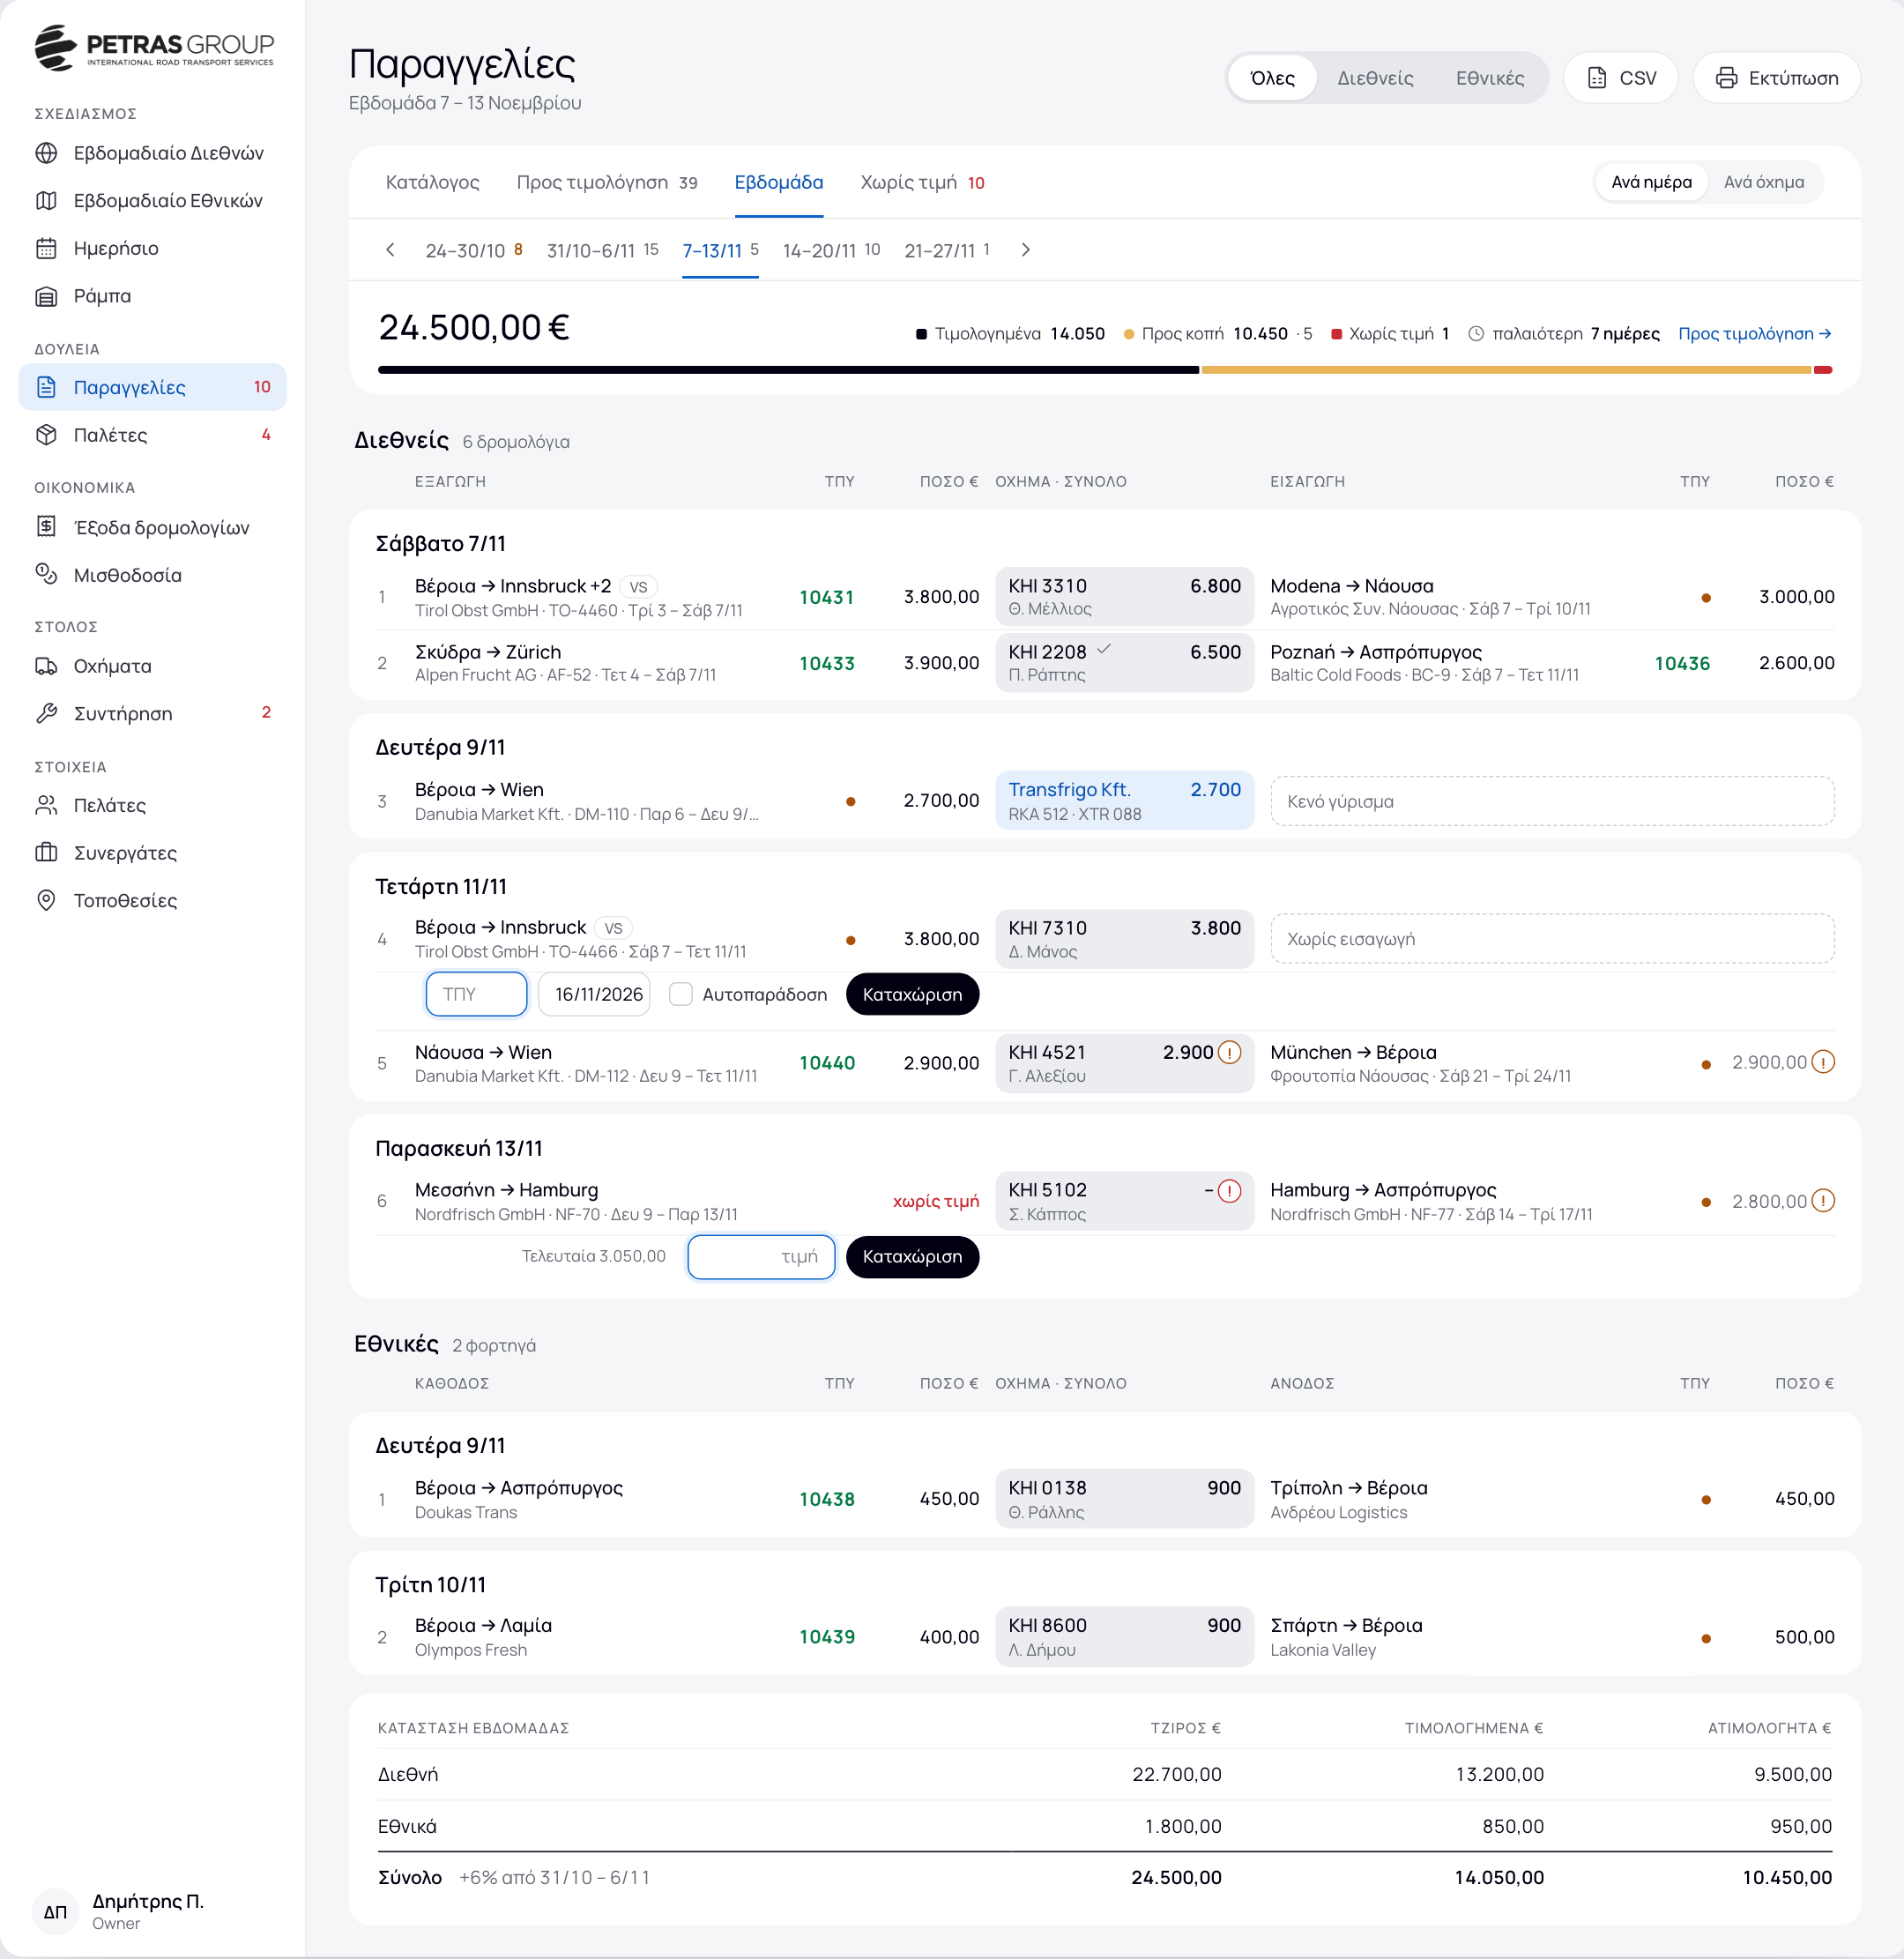 PETRAS GROUP
INTERNATIONAL ROAD TRANSPORT SERVICES
ΣΧΕΔΙΑΣΜΟΣ
Εβδομαδιαίο Διεθνών
Εβδομαδιαίο Εθνικών
Ημερήσιο
Ράμπα
ΔΟΥΛΕΙΑ
Παραγγελίες 10
Παλέτες 4
ΟΙΚΟΝΟΜΙΚΑ
Έξοδα δρομολογίων
Μισθοδοσία
ΣΤΟΛΟΣ
Οχήματα
Συντήρηση 2
ΣΤΟΙΧΕΙΑ
Πελάτες
Συνεργάτες
Τοποθεσίες
ΔΠ
Δημήτρης Π.
Owner
Παραγγελίες
Εβδομάδα 7 – 13 Νοεμβρίου
Όλες Διεθνείς Εθνικές CSV Εκτύπωση
Κατάλογος Προς τιμολόγηση 39 Εβδομάδα Χωρίς τιμή 10 Ανά ημέρα Ανά όχημα
24–30/10 8 31/10–6/11 15 7–13/11 5 14–20/11 10 21–27/11 1
24.500,00 € Τιμολογημένα 14.050 Προς κοπή 10.450 · 5 Χωρίς τιμή 1 παλαιότερη 7 ημέρες Προς τιμολόγηση →
Διεθνείς 6 δρομολόγια
ΕΞΑΓΩΓΗ ΤΠΥ ΠΟΣΟ € ΟΧΗΜΑ · ΣΥΝΟΛΟ ΕΙΣΑΓΩΓΗ ΤΠΥ ΠΟΣΟ €
Σάββατο 7/11
1 Βέροια → Innsbruck +2 VS 10431 3.800,00 ΚΗΙ 3310 6.800 Modena → Νάουσα 3.000,00
Tirol Obst GmbH · TO-4460 · Τρί 3 – Σάβ 7/11 Θ. Μέλλιος Αγροτικός Συν. Νάουσας · Σάβ 7 – Τρί 10/11
2 Σκύδρα → Zürich 10433 3.900,00 ΚΗΙ 2208 6.500 Poznań → Ασπρόπυργος 10436 2.600,00
Alpen Frucht AG · AF-52 · Τετ 4 – Σάβ 7/11 Π. Ράπτης Baltic Cold Foods · BC-9 · Σάβ 7 – Τετ 11/11
Δευτέρα 9/11
3 Βέροια → Wien 2.700,00 Transfrigo Kft. 2.700 Κενό γύρισμα
Danubia Market Kft. · DM-110 · Παρ 6 – Δευ 9/... RKA 512 · XTR 088
Τετάρτη 11/11
4 Βέροια → Innsbruck VS 3.800,00 ΚΗΙ 7310 3.800 Χωρίς εισαγωγή
Tirol Obst GmbH · TO-4466 · Σάβ 7 – Τετ 11/11 Δ. Μάνος
ΤΠΥ 16/11/2026 Αυτοπαράδοση Καταχώριση
5 Νάουσα → Wien 10440 2.900,00 ΚΗΙ 4521 2.900 ! München → Βέροια 2.900,00 !
Danubia Market Kft. · DM-112 · Δευ 9 – Τετ 11/11 Γ. Αλεξίου Φρουτοπία Νάουσας · Σάβ 21 – Τρί 24/11
Παρασκευή 13/11
6 Μεσσήνη → Hamburg χωρίς τιμή ΚΗΙ 5102 – ! Hamburg → Ασπρόπυργος 2.800,00 !
Nordfrisch GmbH · NF-70 · Δευ 9 – Παρ 13/11 Σ. Κάππος Nordfrisch GmbH · NF-77 · Σάβ 14 – Τρί 17/11
Τελευταία 3.050,00 τιμή Καταχώριση
Εθνικές 2 φορτηγά
ΚΑΘΟΔΟΣ ΤΠΥ ΠΟΣΟ € ΟΧΗΜΑ · ΣΥΝΟΛΟ ΑΝΟΔΟΣ ΤΠΥ ΠΟΣΟ €
Δευτέρα 9/11
1 Βέροια → Ασπρόπυργος 10438 450,00 ΚΗΙ 0138 900 Τρίπολη → Βέροια 450,00
Doukas Trans Θ. Ράλλης Ανδρέου Logistics
Τρίτη 10/11
2 Βέροια → Λαμία 10439 400,00 ΚΗΙ 8600 900 Σπάρτη → Βέροια 500,00
Olympos Fresh Λ. Δήμου Lakonia Valley
ΚΑΤΑΣΤΑΣΗ ΕΒΔΟΜΑΔΑΣ ΤΖΙΡΟΣ € ΤΙΜΟΛΟΓΗΜΕΝΑ € ΑΤΙΜΟΛΟΓΗΤΑ €
Διεθνή 22.700,00 13.200,00 9.500,00
Εθνικά 1.800,00 850,00 950,00
Σύνολο +6% από 31/10 – 6/11 24.500,00 14.050,00 10.450,00